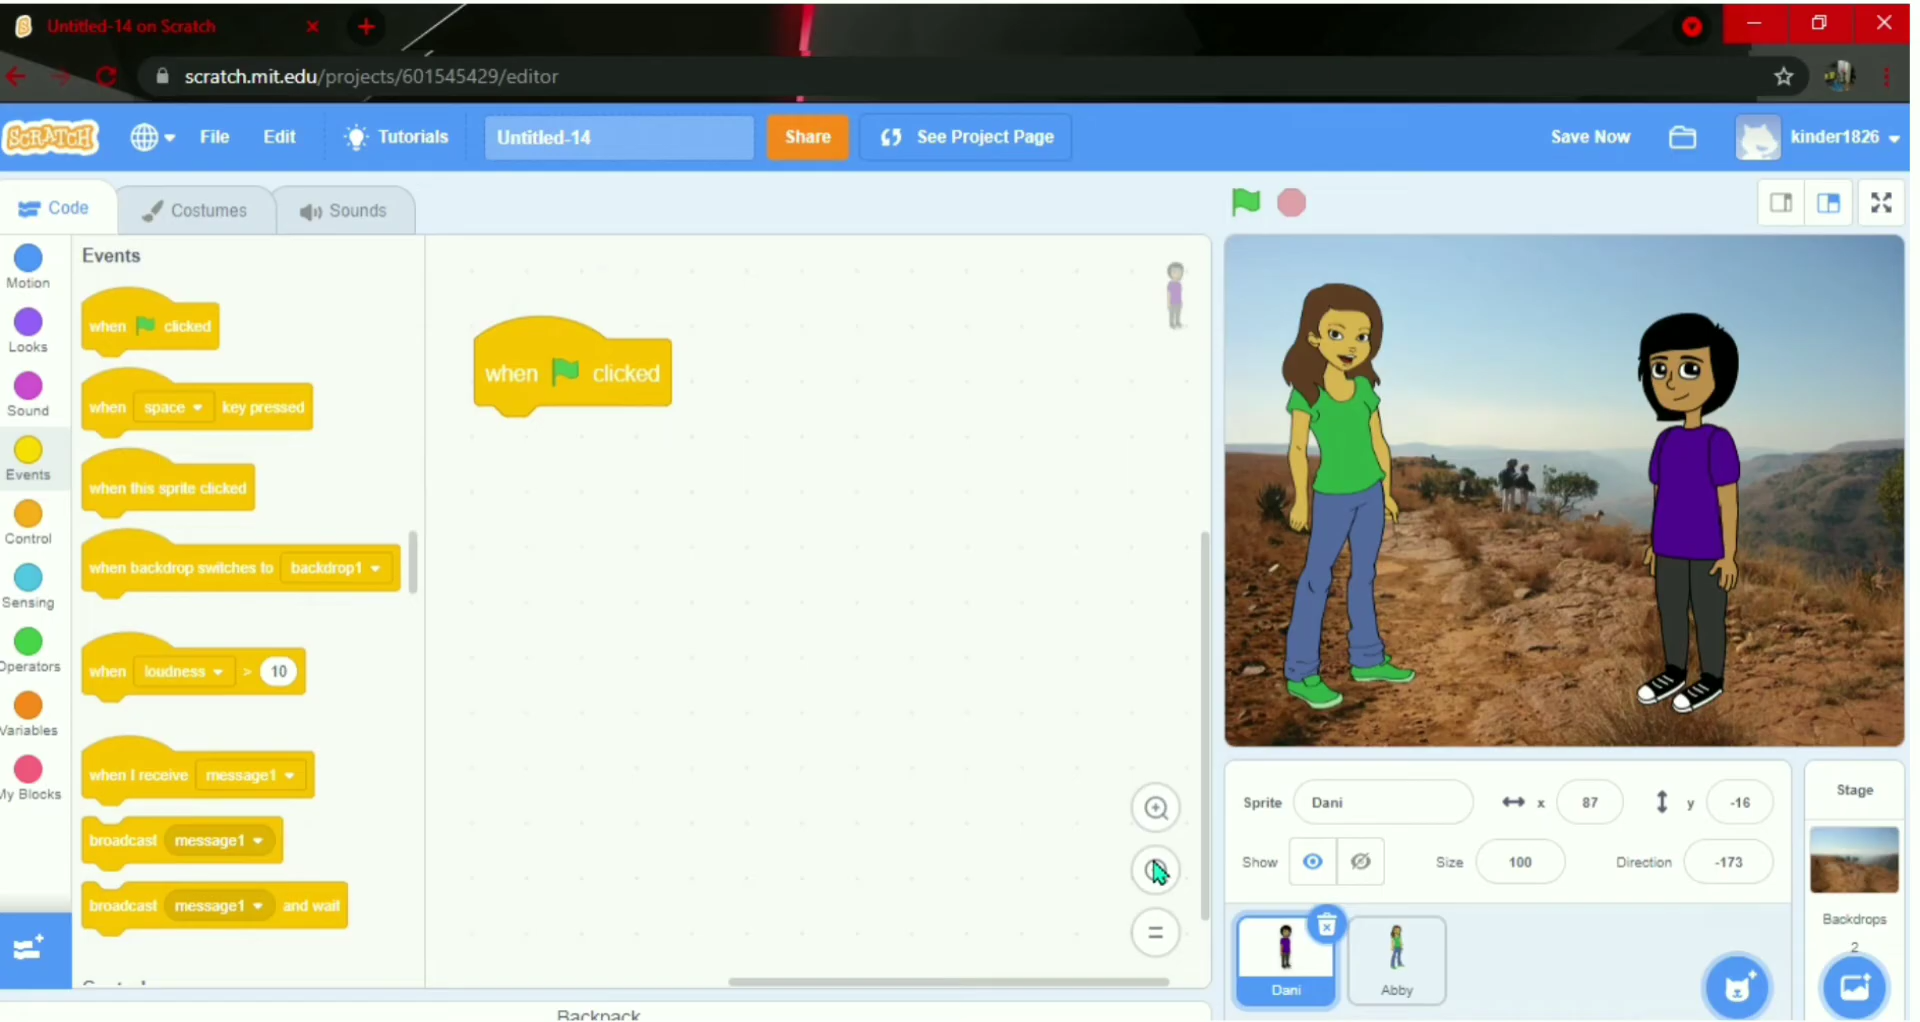 Untitled-14 on Scratch
scratch.mit.edu/projects/601545429/editor
SCRATCH
File
Edit
Tutorials
Untitled-14
Share
See Project Page
Save Now
kinder1826
Code
Costumes
Sounds
Motion
Looks
Sound
Events
Control
Sensing
Operators
Variables
My Blocks
Events
when clicked
when space key pressed
when this sprite clicked
when backdrop switches to backdrop1
when loudness > 10
when I receive message1
broadcast message1
broadcast message1 and wait
when clicked
Backpack
Sprite Dani x 87 y -16
Show Size 100 Direction -173
Dani
Abby
Stage
Backdrops
2